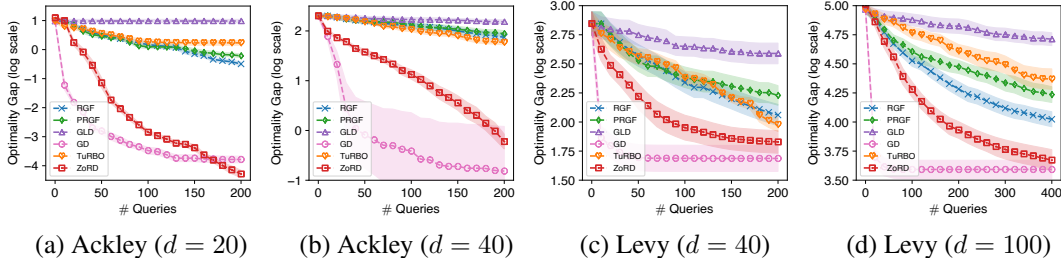 Optimality Gap (log scale)
1
0
−1
−2
−3
−4
RGF
PRGF
GLD
GD
TuRBO
ZoRD
0 50 100 150 200
# Queries
(a) Ackley (d = 20)
Optimality Gap (log scale)
2
1
0
−1
RGF
PRGF
GLD
GD
TuRBO
ZoRD
0 50 100 150 200
# Queries
(b) Ackley (d = 40)
Optimality Gap (log scale)
3.00
2.75
2.50
2.25
2.00
1.75
1.50
RGF
PRGF
GLD
GD
TuRBO
ZoRD
0 50 100 150 200
# Queries
(c) Levy (d = 40)
Optimality Gap (log scale)
5.00
4.75
4.50
4.25
4.00
3.75
3.50
RGF
PRGF
GLD
GD
TuRBO
ZoRD
0 100 200 300 400
# Queries
(d) Levy (d = 100)